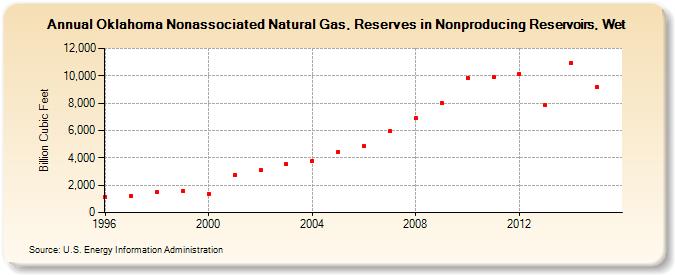 Annual Oklahoma Nonassociated Natural Gas, Reserves in Nonproducing Reservoirs, Wet
Billion Cubic Feet
12,000
10,000
8,000
6,000
4,000
2,000
0
1996 2000 2004 2008 2012
Source: U.S. Energy Information Administration